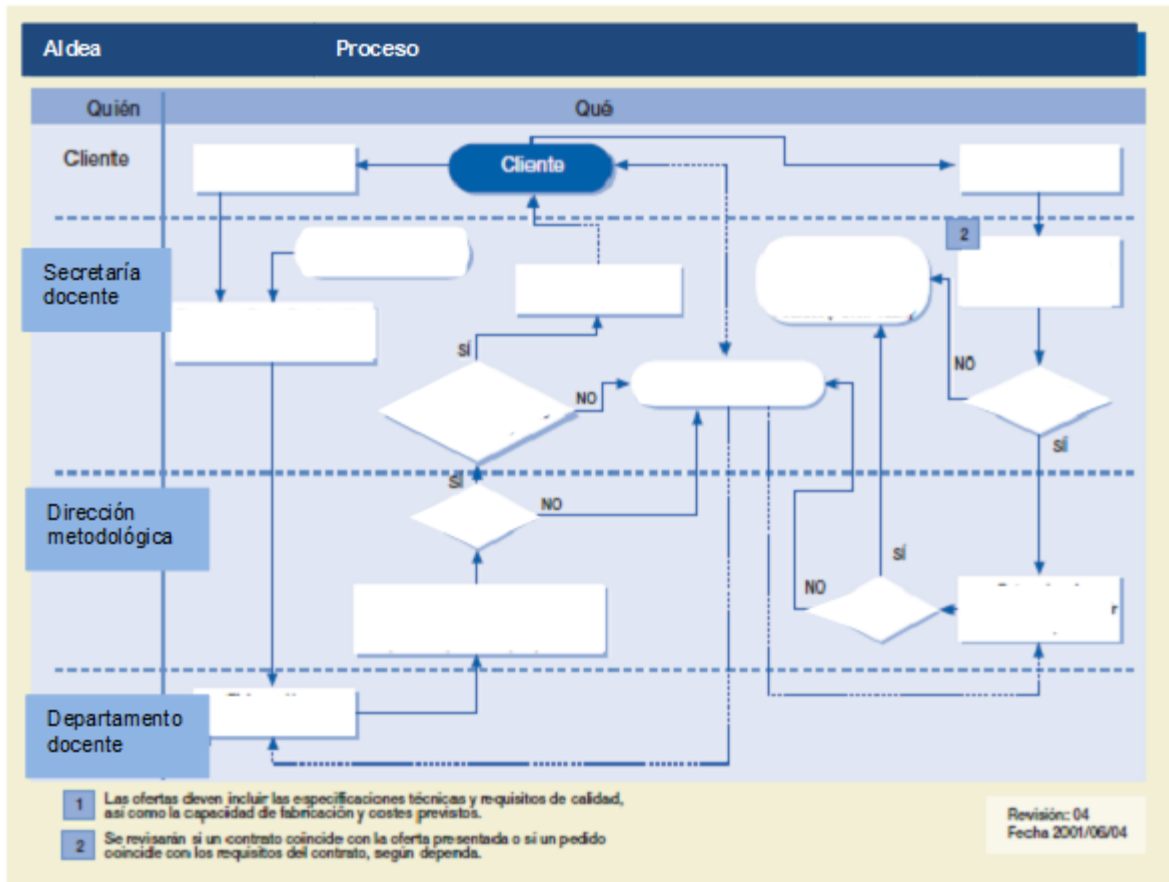 Aldea Proceso
Quién Qué
Cliente
Cliente
2
Secretaría
docente
SÍ
NO
NO
SÍ
SÍ
NO
Dirección
metodológica
SÍ
NO
Departamento
docente
1 Las ofertas deben incluir las especificaciones técnicas y requisitos de calidad,
así como la capacidad de fabricación y costes previstos.
2 Se revisarán si un contrato coincide con la oferta presentada o si un pedido
coincide con los requisitos del contrato, según dependa.
Revisión:: 04
Fecha 2001/06/04